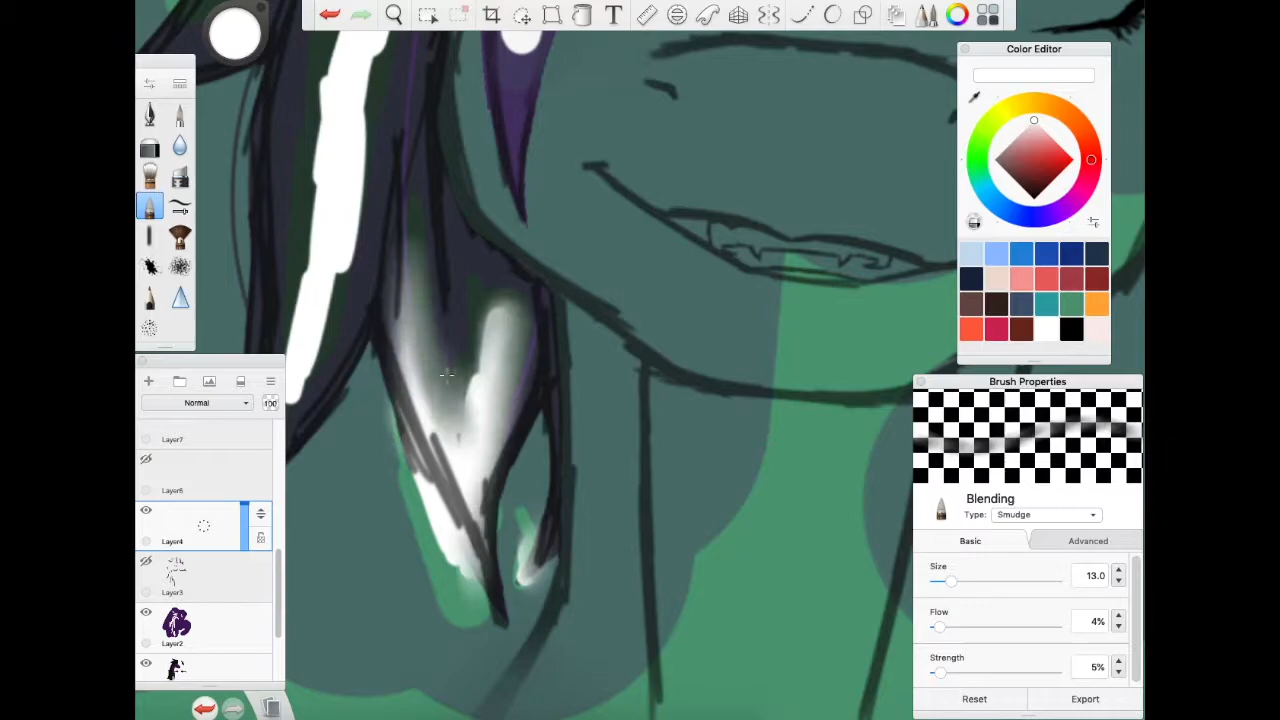 Color Editor
Normal
100
Layer7
Layer6
Layer4
Layer3
Layer2
Brush Properties
Blending
Type: Smudge
Basic
Advanced
Size
13.0
Flow
4%
Strength
5%
Reset
Export